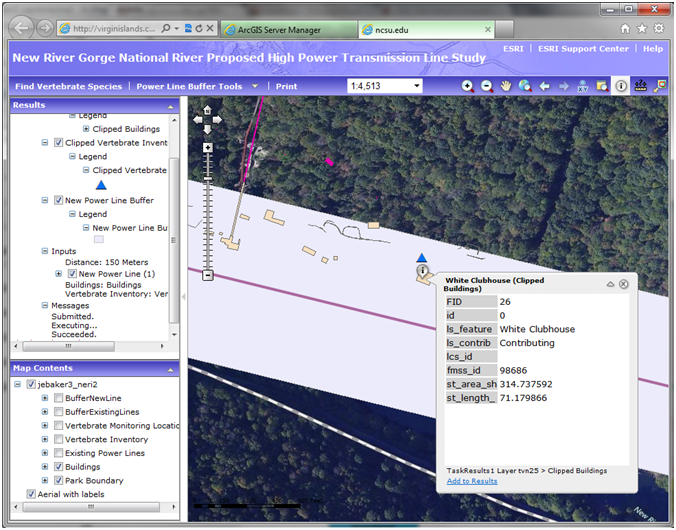 http://virginislands.c...
ArcGIS Server Manager
ncsu.edu
ESRI | ESRI Support Center | Help
New River Gorge National River Proposed High Power Transmission Line Study
Find Vertebrate Species | Power Line Buffer Tools | Print
1:4,513
Results
Legend
Clipped Buildings
Clipped Vertebrate Invent
Legend
Clipped Vertebrate
New Power Line Buffer
Legend
New Power Line Bu
Inputs
Distance: 150 Meters
New Power Line (1)
Buildings: Buildings
Vertebrate Inventory: Ver
Messages
Submitted.
Executing...
Succeeded.
Map Contents
jebaker3_neri2
BufferNewLine
BufferExistingLines
Vertebrate Monitoring Locatio
Vertebrate Inventory
Existing Power Lines
Buildings
Park Boundary
Aerial with labels
White Clubhouse (Clipped
Buildings)
FID 26
id 0
ls_feature White Clubhouse
ls_contrib Contributing
lcs_id
fmss_id 98686
st_area_sh 314.737592
st_length_ 71.179866
TaskResults1 Layer tvn25 > Clipped Buildings
Add to Results
New Ri